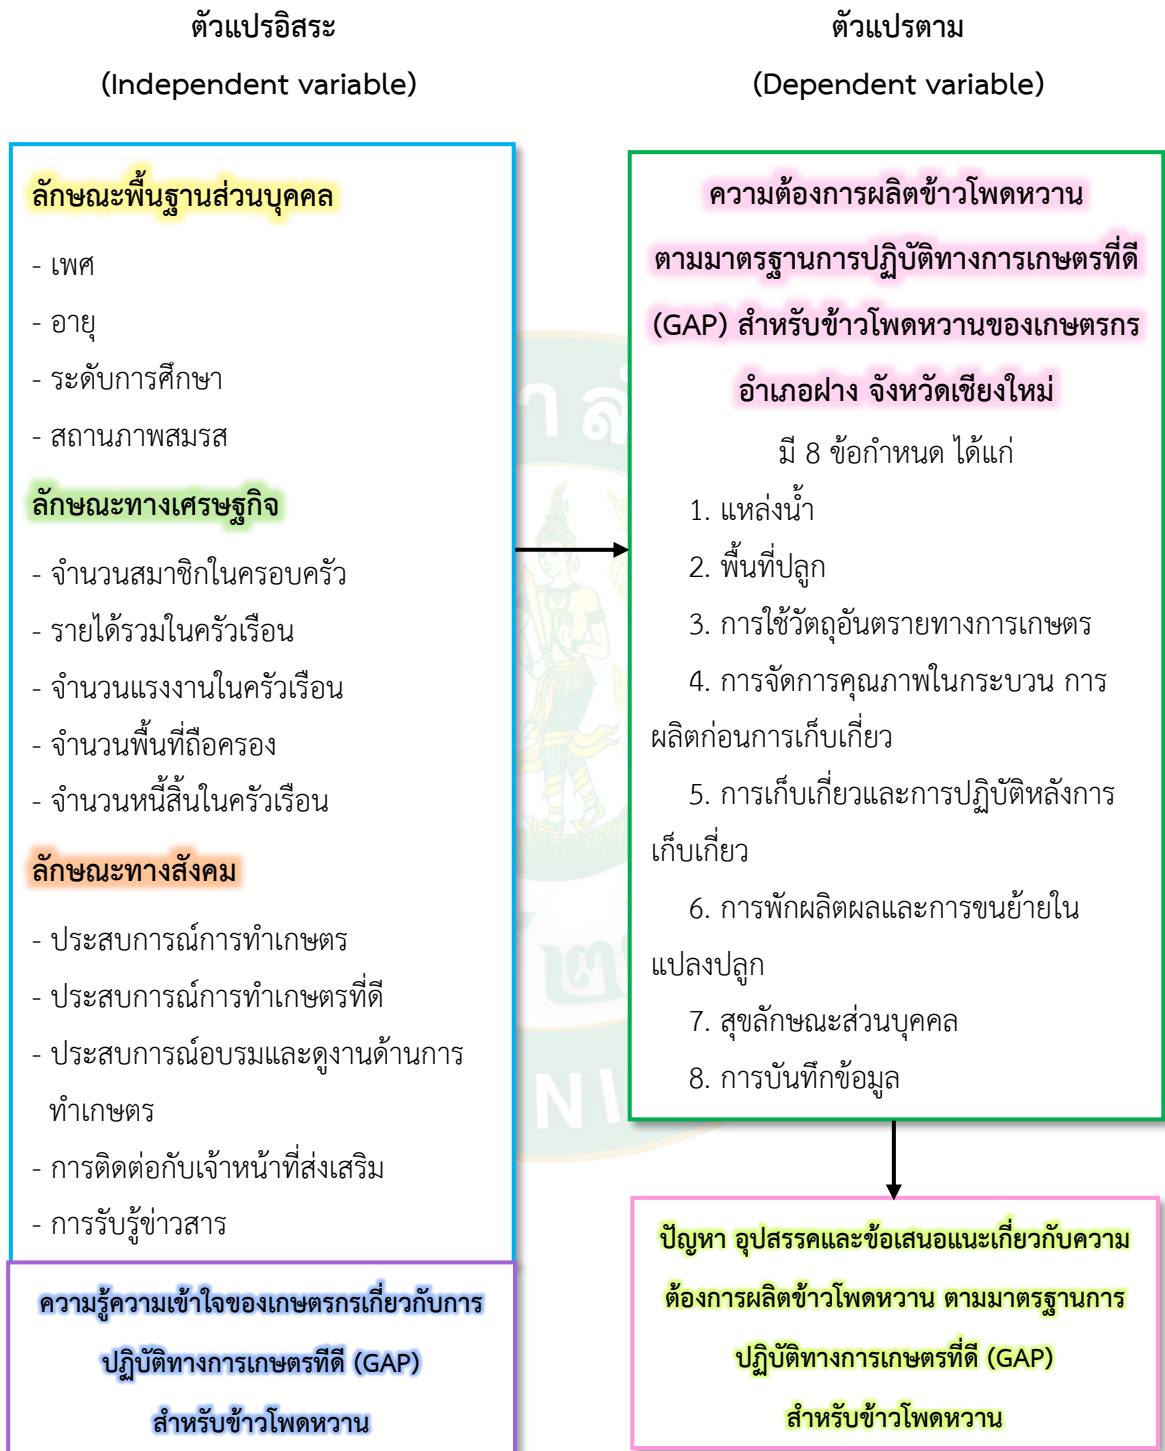 ตัวแปรอิสระ
(Independent variable)
ลักษณะพื้นฐานส่วนบุคคล
- เพศ
- อายุ
- ระดับการศึกษา
- สถานภาพสมรส
ลักษณะทางเศรษฐกิจ
- จำนวนสมาชิกในครอบครัว
- รายได้รวมในครัวเรือน
- จำนวนแรงงานในครัวเรือน
- จำนวนพื้นที่ถือครอง
- จำนวนหนี้สิ้นในครัวเรือน
ลักษณะทางสังคม
- ประสบการณ์การทำเกษตร
- ประสบการณ์การทำเกษตรที่ดี
- ประสบการณ์อบรมและดูงานด้านการ
ทำเกษตร
- การติดต่อกับเจ้าหน้าที่ส่งเสริม
- การรับรู้ข่าวสาร
ความรู้ความเข้าใจของเกษตรกรเกี่ยวกับการ
ปฏิบัติทางการเกษตรทีดี (GAP)
สำหรับข้าวโพดหวาน
ตัวแปรตาม
(Dependent variable)
ความต้องการผลิตข้าวโพดหวาน
ตามมาตรฐานการปฏิบัติทางการเกษตรที่ดี
(GAP) สำหรับข้าวโพดหวานของเกษตรกร
อำเภอฝาง จังหวัดเชียงใหม่
มี 8 ข้อกำหนด ได้แก่
1. แหล่งน้ำ
2. พื้นที่ปลูก
3. การใช้วัตถุอันตรายทางการเกษตร
4. การจัดการคุณภาพในกระบวน การ
ผลิตก่อนการเก็บเกี่ยว
5. การเก็บเกี่ยวและการปฏิบัติหลังการ
เก็บเกี่ยว
6. การพักผลิตผลและการขนย้ายใน
แปลงปลูก
7. สุขลักษณะส่วนบุคคล
8. การบันทึกข้อมูล
ปัญหา อุปสรรคและข้อเสนอแนะเกี่ยวกับความ
ต้องการผลิตข้าวโพดหวาน ตามมาตรฐานการ
ปฏิบัติทางการเกษตรที่ดี (GAP)
สำหรับข้าวโพดหวาน